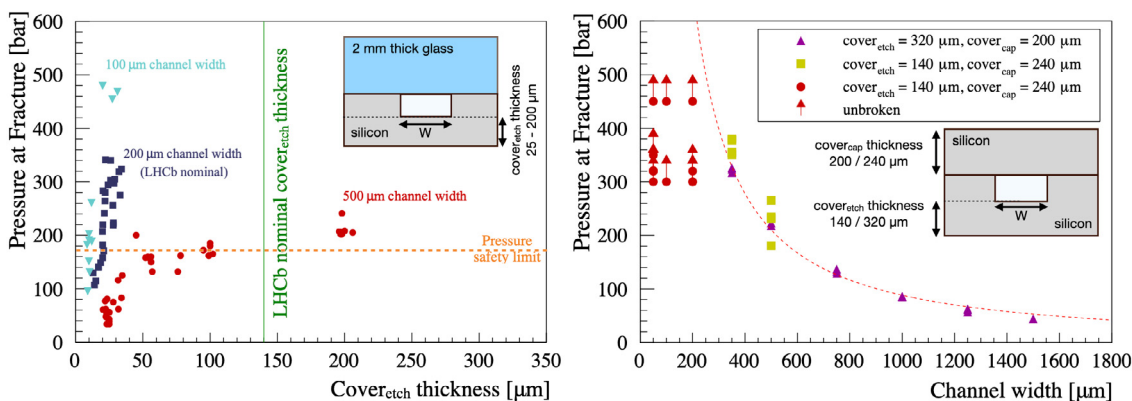 Pressure at Fracture [bar]
600
500
400
300
200
100
0
0
50
100
150
200
250
300
350
Cover_etch thickness [μm]
100 μm channel width
200 μm channel width
(LHCb nominal)
500 μm channel width
LHCb nominal cover_etch thickness
Pressure
safety limit
2 mm thick glass
silicon
W
cover_etch thickness
25 - 200 μm
Pressure at Fracture [bar]
600
500
400
300
200
100
0
0
200
400
600
800
1000
1200
1400
1600
1800
Channel width [μm]
cover_etch = 320 μm, cover_cap = 200 μm
cover_etch = 140 μm, cover_cap = 240 μm
cover_etch = 140 μm, cover_cap = 240 μm
unbroken
cover_cap thickness
200 / 240 μm
cover_etch thickness
140 / 320 μm
silicon
W
silicon